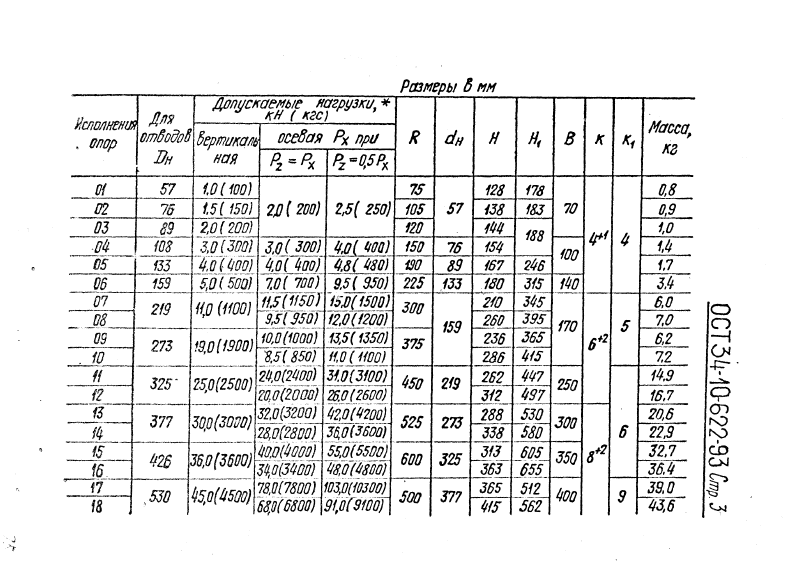 Размеры в мм
Исполнения опор | Для отводов Dн | Допускаемые нагрузки,* кН (кгс) | R | dн | H | H₁ | B | K | K₁ | Масса, кг
вертикальная | осевая Pх при
Pz = Pх | Pz = 0,5Pх
01 | 57 | 1,0 (100) | 2,0 (200) | 2,5 (250) | 75 | 57 | 128 | 178 | 70 | 4+1 | 4 | 0,8
02 | 76 | 1,5 (150) | 105 | 138 | 183 | 0,9
03 | 89 | 2,0 (200) | 120 | 144 | 188 | 1,0
04 | 108 | 3,0 (300) | 3,0 (300) | 4,0 (400) | 150 | 76 | 154 | 100 | 1,4
05 | 133 | 4,0 (400) | 4,0 (400) | 4,8 (480) | 190 | 89 | 167 | 246 | 1,7
06 | 159 | 5,0 (500) | 7,0 (700) | 9,5 (950) | 225 | 133 | 180 | 315 | 140 | 3,4
07 | 219 | 11,0 (1100) | 11,5 (1150) | 15,0 (1500) | 300 | 159 | 210 | 345 | 170 | 6+2 | 5 | 6,0
08 | 9,5 (950) | 12,0 (1200) | 260 | 395 | 7,0
09 | 273 | 19,0 (1900) | 10,0 (1000) | 13,5 (1350) | 375 | 236 | 365 | 6,2
10 | 8,5 (850) | 11,0 (1100) | 286 | 415 | 7,2
11 | 325 | 25,0 (2500) | 24,0 (2400) | 31,0 (3100) | 450 | 219 | 262 | 447 | 250 | 6 | 14,9
12 | 20,0 (2000) | 26,0 (2600) | 312 | 497 | 16,7
13 | 377 | 30,0 (3000) | 32,0 (3200) | 42,0 (4200) | 525 | 273 | 288 | 530 | 300 | 8+2 | 20,6
14 | 28,0 (2800) | 36,0 (3600) | 338 | 580 | 22,9
15 | 426 | 36,0 (3600) | 40,0 (4000) | 55,0 (5500) | 600 | 325 | 313 | 605 | 350 | 32,7
16 | 34,0 (3400) | 48,0 (4800) | 363 | 655 | 36,4
17 | 530 | 45,0 (4500) | 78,0 (7800) | 103,0 (10300) | 500 | 377 | 365 | 512 | 400 | 9 | 39,0
18 | 68,0 (6800) | 91,0 (9100) | 415 | 562 | 43,6
ОСТ 34-10-622-93 Стр. 3